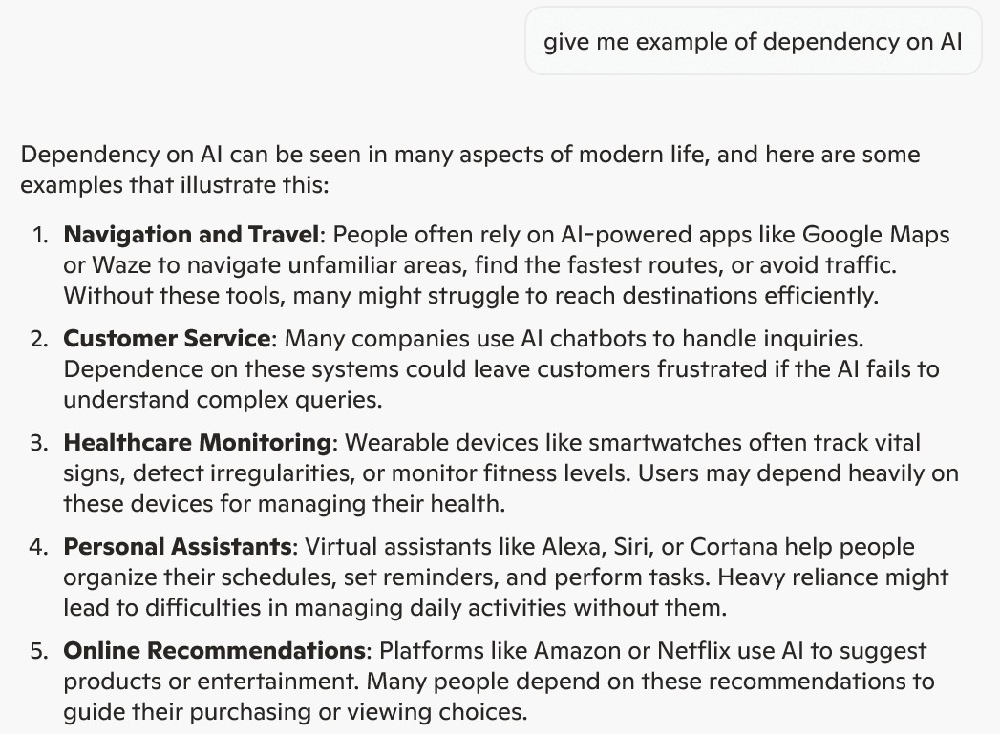 give me example of dependency on AI
Dependency on AI can be seen in many aspects of modern life, and here are some
examples that illustrate this:
1. Navigation and Travel: People often rely on AI-powered apps like Google Maps
or Waze to navigate unfamiliar areas, find the fastest routes, or avoid traffic.
Without these tools, many might struggle to reach destinations efficiently.
2. Customer Service: Many companies use AI chatbots to handle inquiries.
Dependence on these systems could leave customers frustrated if the AI fails to
understand complex queries.
3. Healthcare Monitoring: Wearable devices like smartwatches often track vital
signs, detect irregularities, or monitor fitness levels. Users may depend heavily on
these devices for managing their health.
4. Personal Assistants: Virtual assistants like Alexa, Siri, or Cortana help people
organize their schedules, set reminders, and perform tasks. Heavy reliance might
lead to difficulties in managing daily activities without them.
5. Online Recommendations: Platforms like Amazon or Netflix use AI to suggest
products or entertainment. Many people depend on these recommendations to
guide their purchasing or viewing choices.